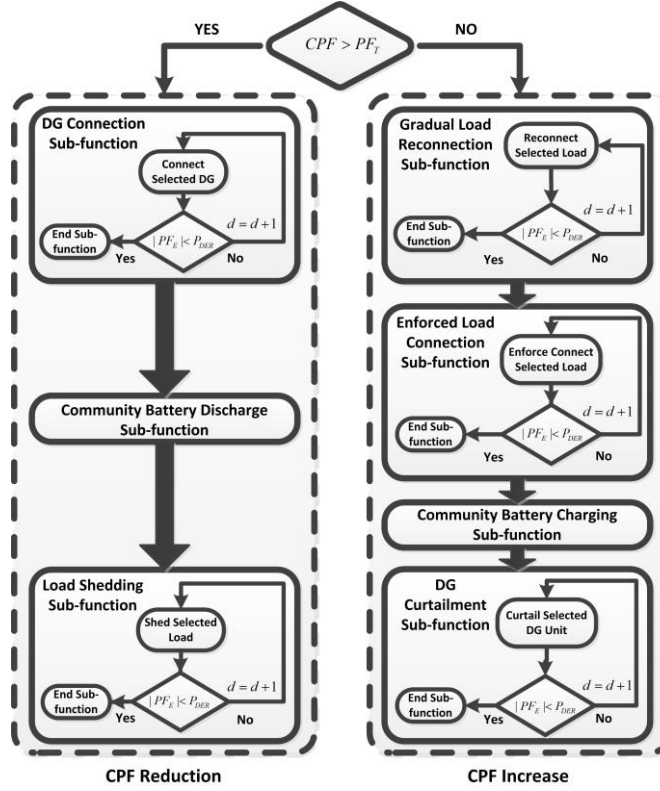 YES
CPF > PF_T
NO
DG Connection
Sub-function
Connect
Selected DG
d = d+1
End Sub-
function
| PF_E |< P_DER
Yes
No
Community Battery Discharge
Sub-function
Load Shedding
Sub-function
Shed Selected
Load
d = d+1
End Sub-
function
| PF_E |< P_DER
Yes
No
CPF Reduction
Gradual Load
Reconnection
Sub-function
Reconnect
Selected Load
d = d+1
End Sub-
function
| PF_E |< P_DER
Yes
No
Enforced Load
Connection
Sub-function
Enforce Connect
Selected Load
d = d+1
End Sub-
function
| PF_E |< P_DER
Yes
No
Community Battery Charging
Sub-function
DG
Curtailment
Sub-function
Curtail Selected
DG Unit
d = d+1
End Sub-
function
| PF_E |< P_DER
Yes
No
CPF Increase